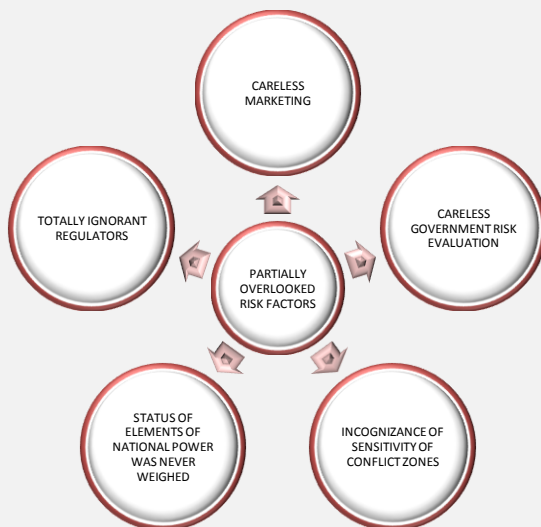 CARELESS
MARKETING
TOTALLY IGNORANT
REGULATORS
CARELESS
GOVERNMENT RISK
EVALUATION
PARTIALLY
OVERLOOKED
RISK FACTORS
STATUS OF
ELEMENTS OF
NATIONAL POWER
WAS NEVER
WEIGHED
INCOGNIZANCE OF
SENSITIVITY OF
CONFLICT ZONES